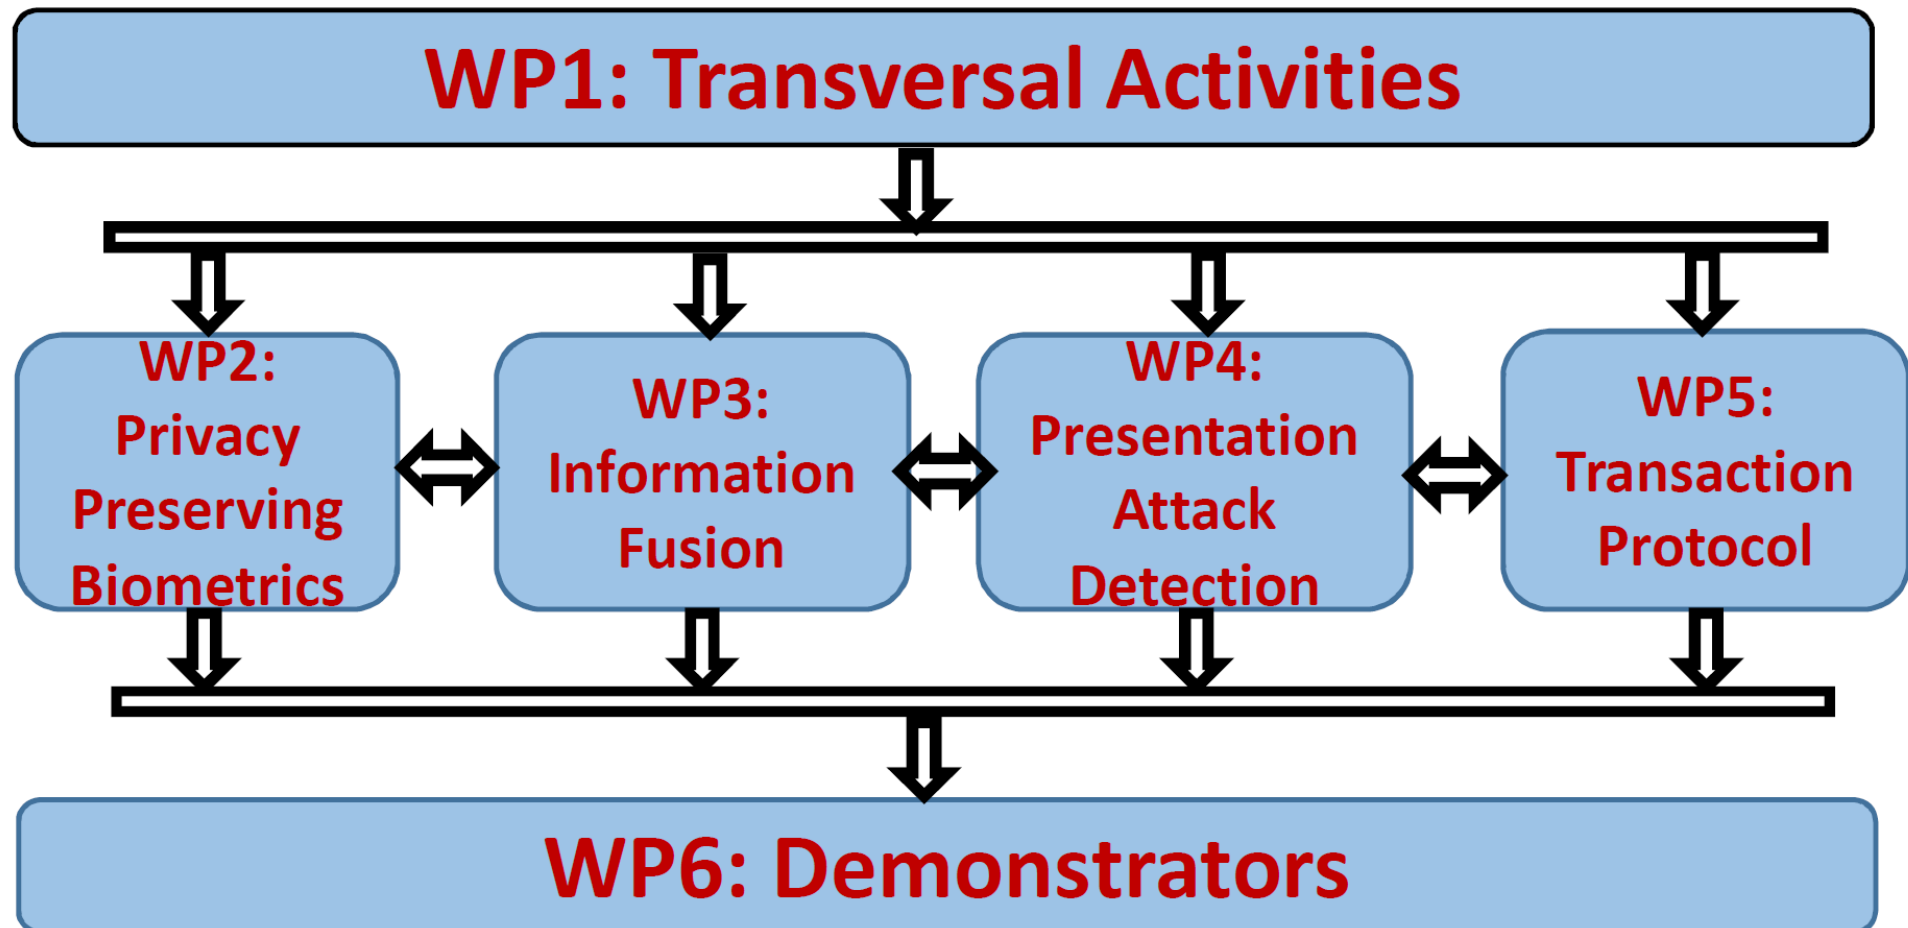 WP1: Transversal Activities
WP2:
Privacy
Preserving
Biometrics
WP3:
Information
Fusion
WP4:
Presentation
Attack
Detection
WP5:
Transaction
Protocol
WP6: Demonstrators